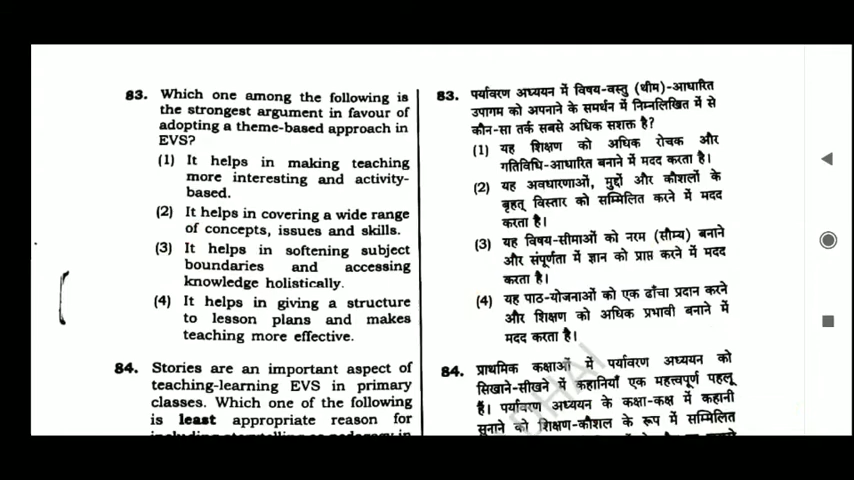 83. Which one among the following is
the strongest argument in favour of
adopting a theme-based approach in
EVS?
(1) It helps in making teaching
more interesting and activity-
based.
(2) It helps in covering a wide range
of concepts, issues and skills.
(3) It helps in softening subject
boundaries and accessing
knowledge holistically.
(4) It helps in giving a structure
to lesson plans and makes
teaching more effective.
84. Stories are an important aspect of
teaching-learning EVS in primary
classes. Which one of the following
is least appropriate reason for
including storytelling as pedagogy in
83. पर्यावरण अध्ययन में विषय-वस्तु (थीम)-आधारित
उपागम को अपनाने के समर्थन में निम्नलिखित में से
कौन-सा तर्क सबसे अधिक सशक्त है?
(1) यह शिक्षण को अधिक रोचक और
गतिविधि-आधारित बनाने में मदद करता है।
(2) यह अवधारणाओं, मुद्दों और कौशलों के
बृहत् विस्तार को सम्मिलित करने में मदद
करता है।
(3) यह विषय-सीमाओं को नरम (सौम्य) बनाने
और संपूर्णता में ज्ञान को प्राप्त करने में मदद
करता है।
(4) यह पाठ-योजनाओं को एक ढाँचा प्रदान करने
और शिक्षण को अधिक प्रभावी बनाने में
मदद करता है।
84. प्राथमिक कक्षाओं में पर्यावरण अध्ययन को
सिखाने-सीखने में कहानियाँ एक महत्त्वपूर्ण पहलू
हैं। पर्यावरण अध्ययन के कक्षा-कक्ष में कहानी
सुनाने को शिक्षण-कौशल के रूप में सम्मिलित